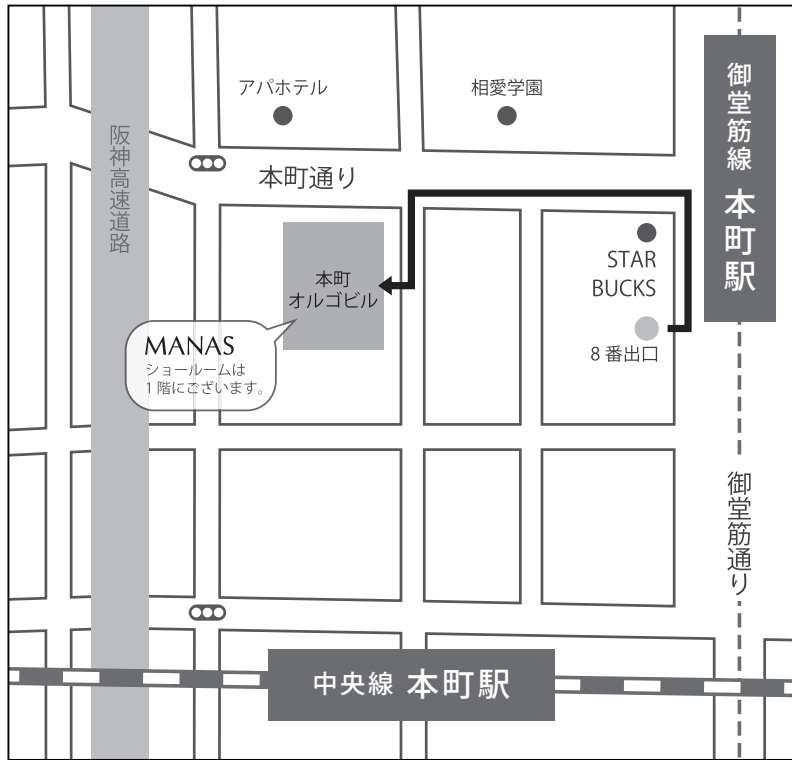 アパホテル
相愛学園
御堂筋線 本町駅
阪神高速道路
本町通り
STAR
BUCKS
本町
オルゴビル
8 番出口
MANAS
ショールームは
1 階にございます。
御堂筋通り
中央線 本町駅